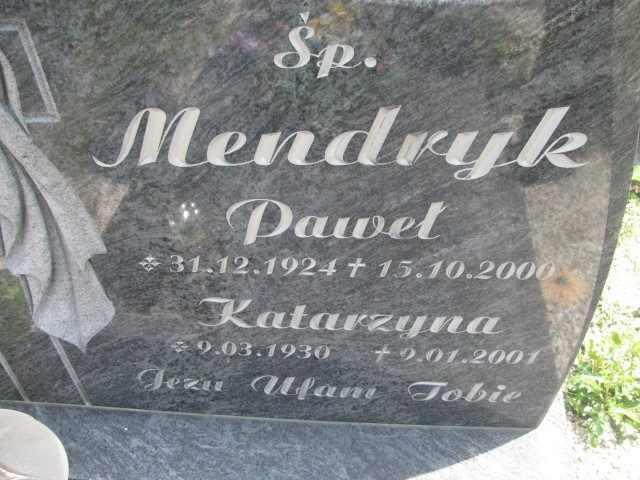 Śp.
Mendryk
Paweł
* 31.12.1924 † 15.10.2000
Katarzyna
* 9.03.1930 † 9.01.2001
Jezu Ufam Tobie